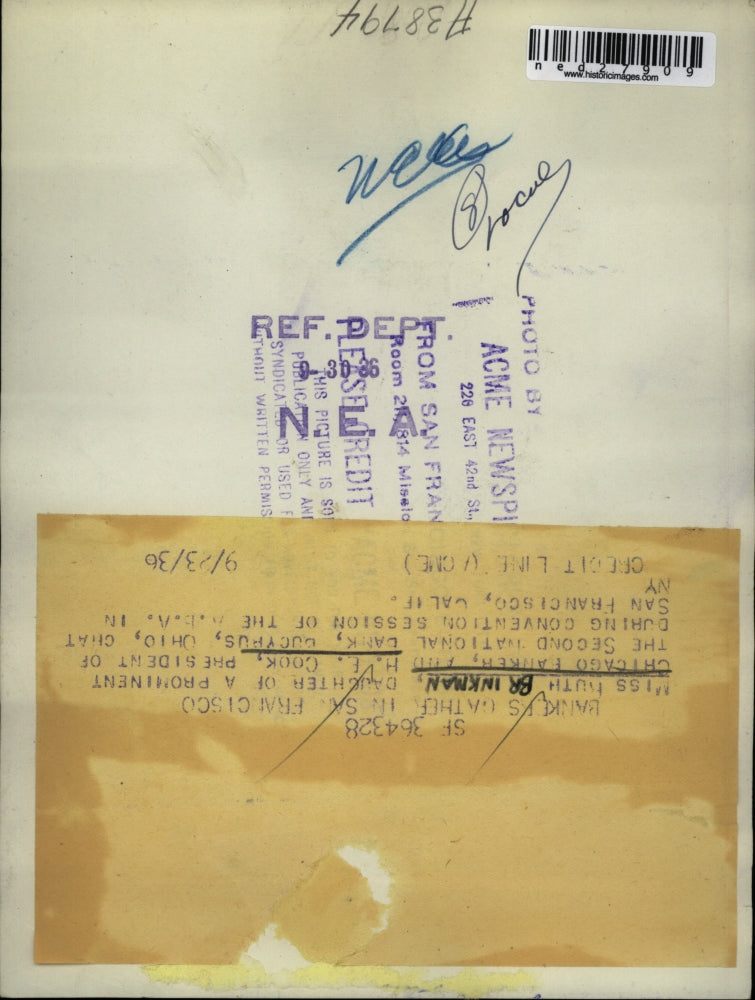 #38794
ned27909
www.historicimages.com
REF. DEPT.
9-30-36
N. E. A.
PHOTO BY
ACME NEWSPI
220 EAST 42nd St.,
FROM SAN FRAN
Room 814 Missio
PLEASE CREDIT
THIS PICTURE IS SO
PUBLICATION ONLY AN
SYNDICATED OR USED F
THOUT WRITTEN PERMIS
SF 364328
BANKERS GATHER IN SAN FRANCISCO
MISS RUTH BRINKMAN, DAUGHTER OF A PROMINENT
CHICAGO BANKER, AND H. E. COOK, PRESIDENT OF
THE SECOND NATIONAL BANK, BUCYRUS, OHIO, CHAT
DURING CONVENTION SESSION OF THE A.B.A. IN
SAN FRANCISCO, CALIF.
NY
CREDIT LINE (ACME) 9/23/36